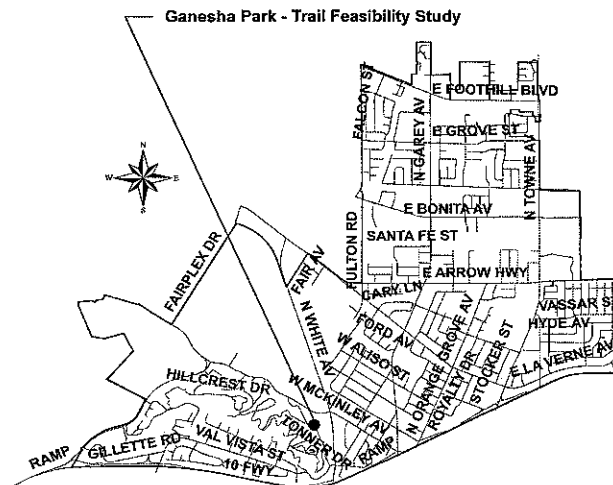 Ganesha Park - Trail Feasibility Study
E FOOTHILL BLVD
FALCON ST
N GAREY AV
E GROVE ST
N TOWNE AV
N
W E
S
E BONITA AV
SANTA FE ST
FULTON RD
FAIRPLEX DR
FAIR AV
E ARROW HWY
CARY LN
VASSAR S
HYDE AV
N WHITE AV
FORD AV
W ALISO ST
N ORANGE GROVE AV
ROYALTY DR
STOCKER ST
E LA VERNE AV
HILLCREST DR
W MCKINLEY AV
TONNER DR
VAL VISTA ST
GILLETTE RD
RAMP
RAMP
10 FWY